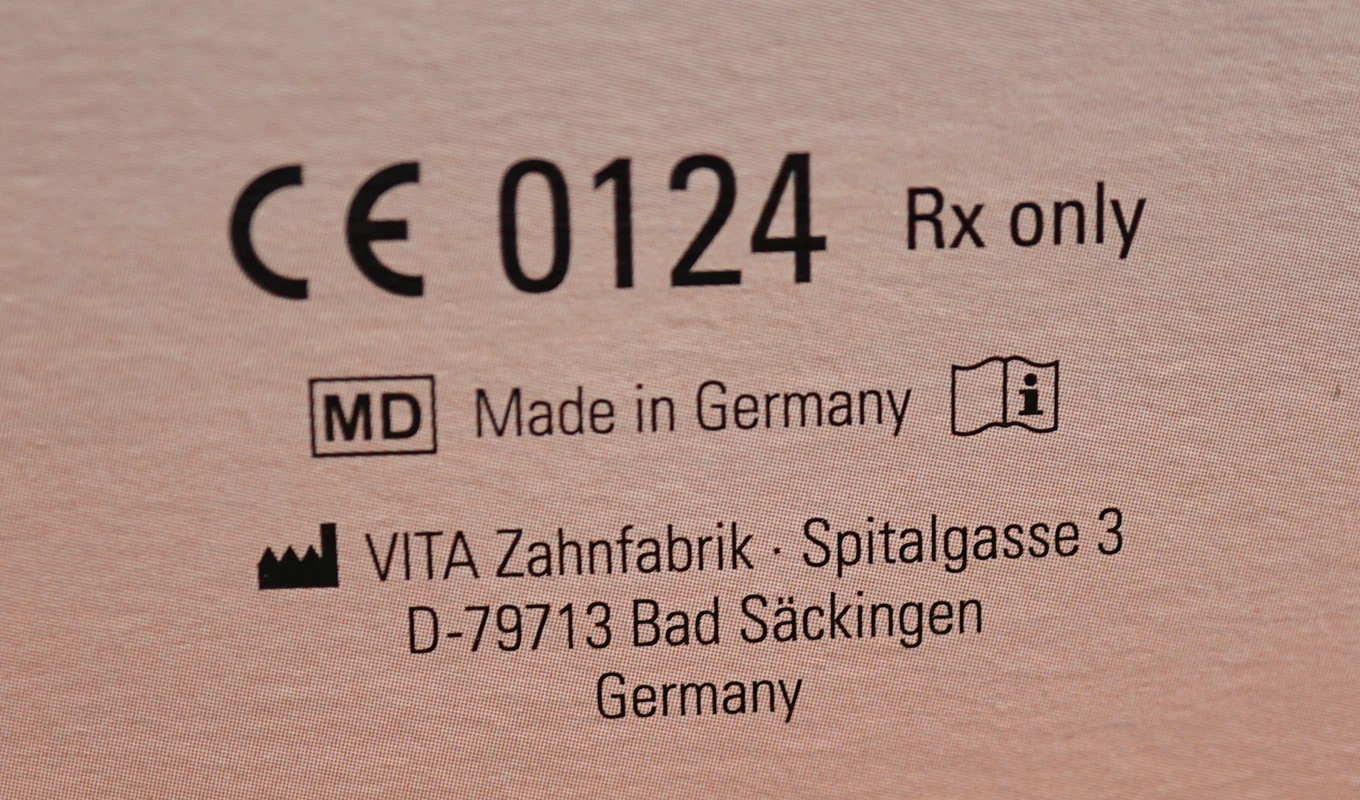 CE 0124 Rx only
MD Made in Germany i
VITA Zahnfabrik · Spitalgasse 3
D-79713 Bad Säckingen
Germany